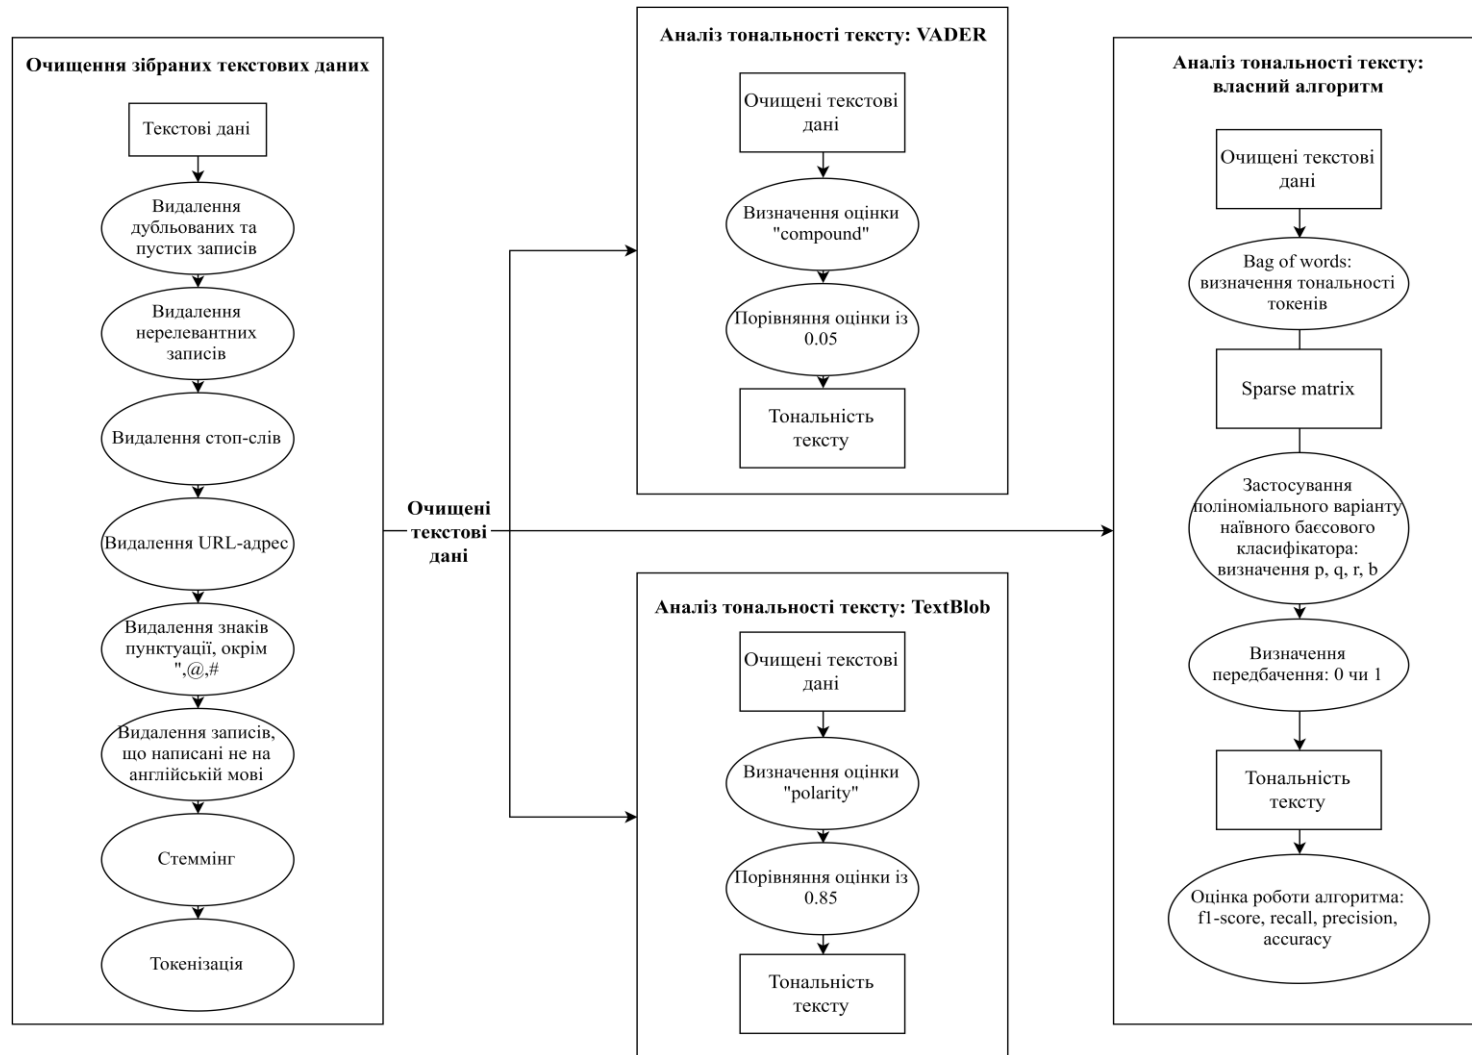 Очищення зібраних текстових даних
Текстові дані
Видалення
дубльованих та
пустих записів
Видалення
нерелевантних
записів
Видалення стоп-слів
Видалення URL-адрес
Видалення знаків
пунктуації, окрім
",@,#
Видалення записів,
що написані не на
англійській мові
Стеммінг
Токенізація
Очищені
текстові
дані
Аналіз тональності тексту: VADER
Очищені текстові
дані
Визначення оцінки
"compound"
Порівняння оцінки із
0.05
Тональність
тексту
Аналіз тональності тексту: TextBlob
Очищені текстові
дані
Визначення оцінки
"polarity"
Порівняння оцінки із
0.85
Тональність
тексту
Аналіз тональності тексту:
власний алгоритм
Очищені текстові
дані
Bag of words:
визначення тональності
токенів
Sparse matrix
Застосування
поліноміального варіанту
наївного баєсового
класифікатора:
визначення p, q, r, b
Визначення
передбачення: 0 чи 1
Тональність
тексту
Оцінка роботи алгоритма:
f1-score, recall, precision,
accuracy